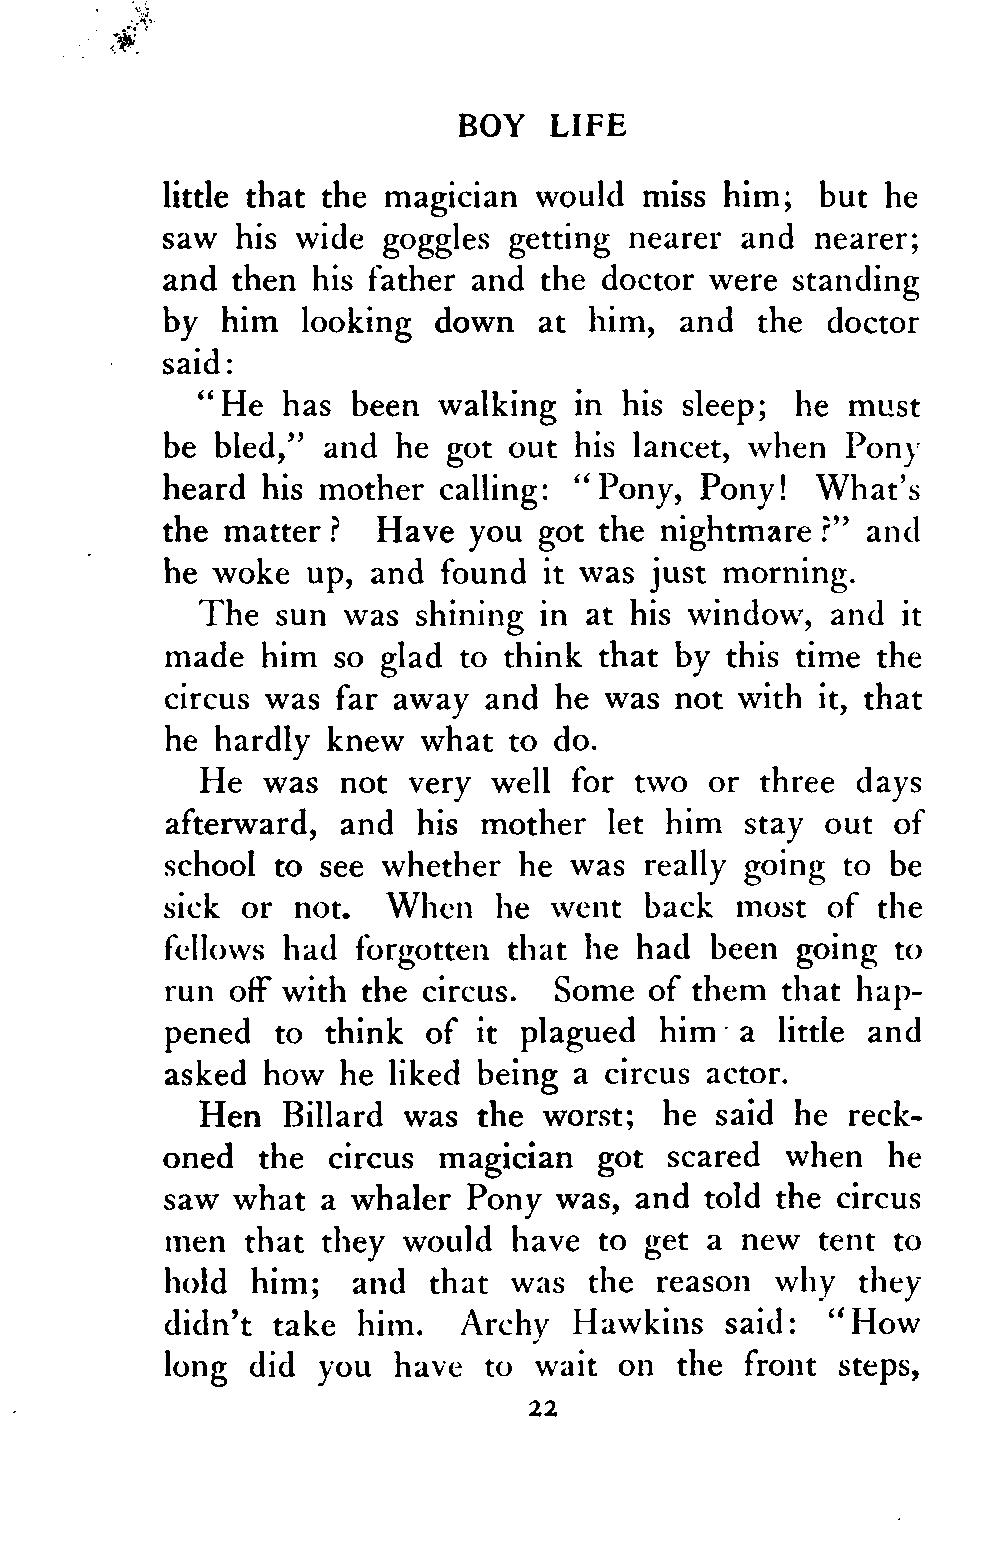 BOY LIFE
little that the magician would miss him; but he
saw his wide goggles getting nearer and nearer;
and then his father and the doctor were standing
by him looking down at him, and the doctor
said:
"He has been walking in his sleep; he must
be bled," and he got out his lancet, when Pony
heard his mother calling: "Pony, Pony! What's
the matter? Have you got the nightmare?" and
he woke up, and found it was just morning.
The sun was shining in at his window, and it
made him so glad to think that by this time the
circus was far away and he was not with it, that
he hardly knew what to do.
He was not very well for two or three days
afterward, and his mother let him stay out of
school to see whether he was really going to be
sick or not. When he went back most of the
fellows had forgotten that he had been going to
run off with the circus. Some of them that hap-
pened to think of it plagued him a little and
asked how he liked being a circus actor.
Hen Billard was the worst; he said he reck-
oned the circus magician got scared when he
saw what a whaler Pony was, and told the circus
men that they would have to get a new tent to
hold him; and that was the reason why they
didn't take him. Archy Hawkins said: "How
long did you have to wait on the front steps,
22